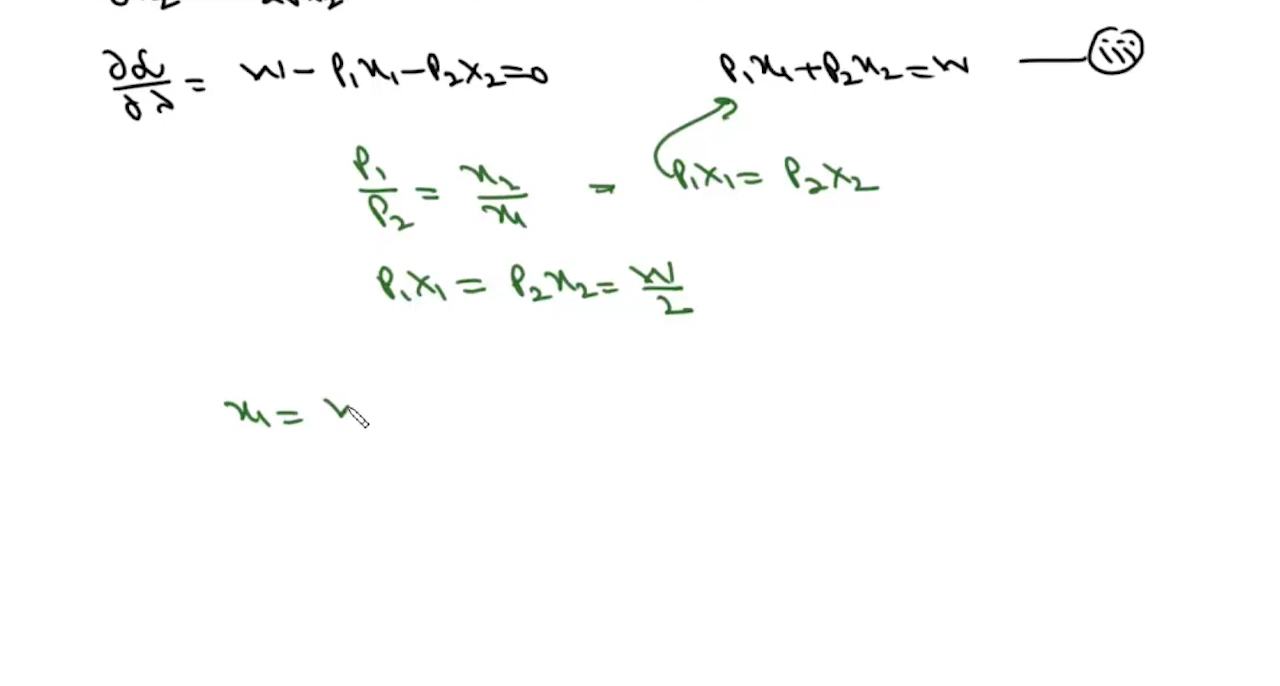 ∂ℒ/∂λ = W - P₁x₁ - P₂x₂ = 0 P₁x₁ + P₂x₂ = W — (iii)
P₁/P₂ = x₂/x₁ - P₁x₁ = P₂x₂
P₁x₁ = P₂x₂ = W/2
x₁ =